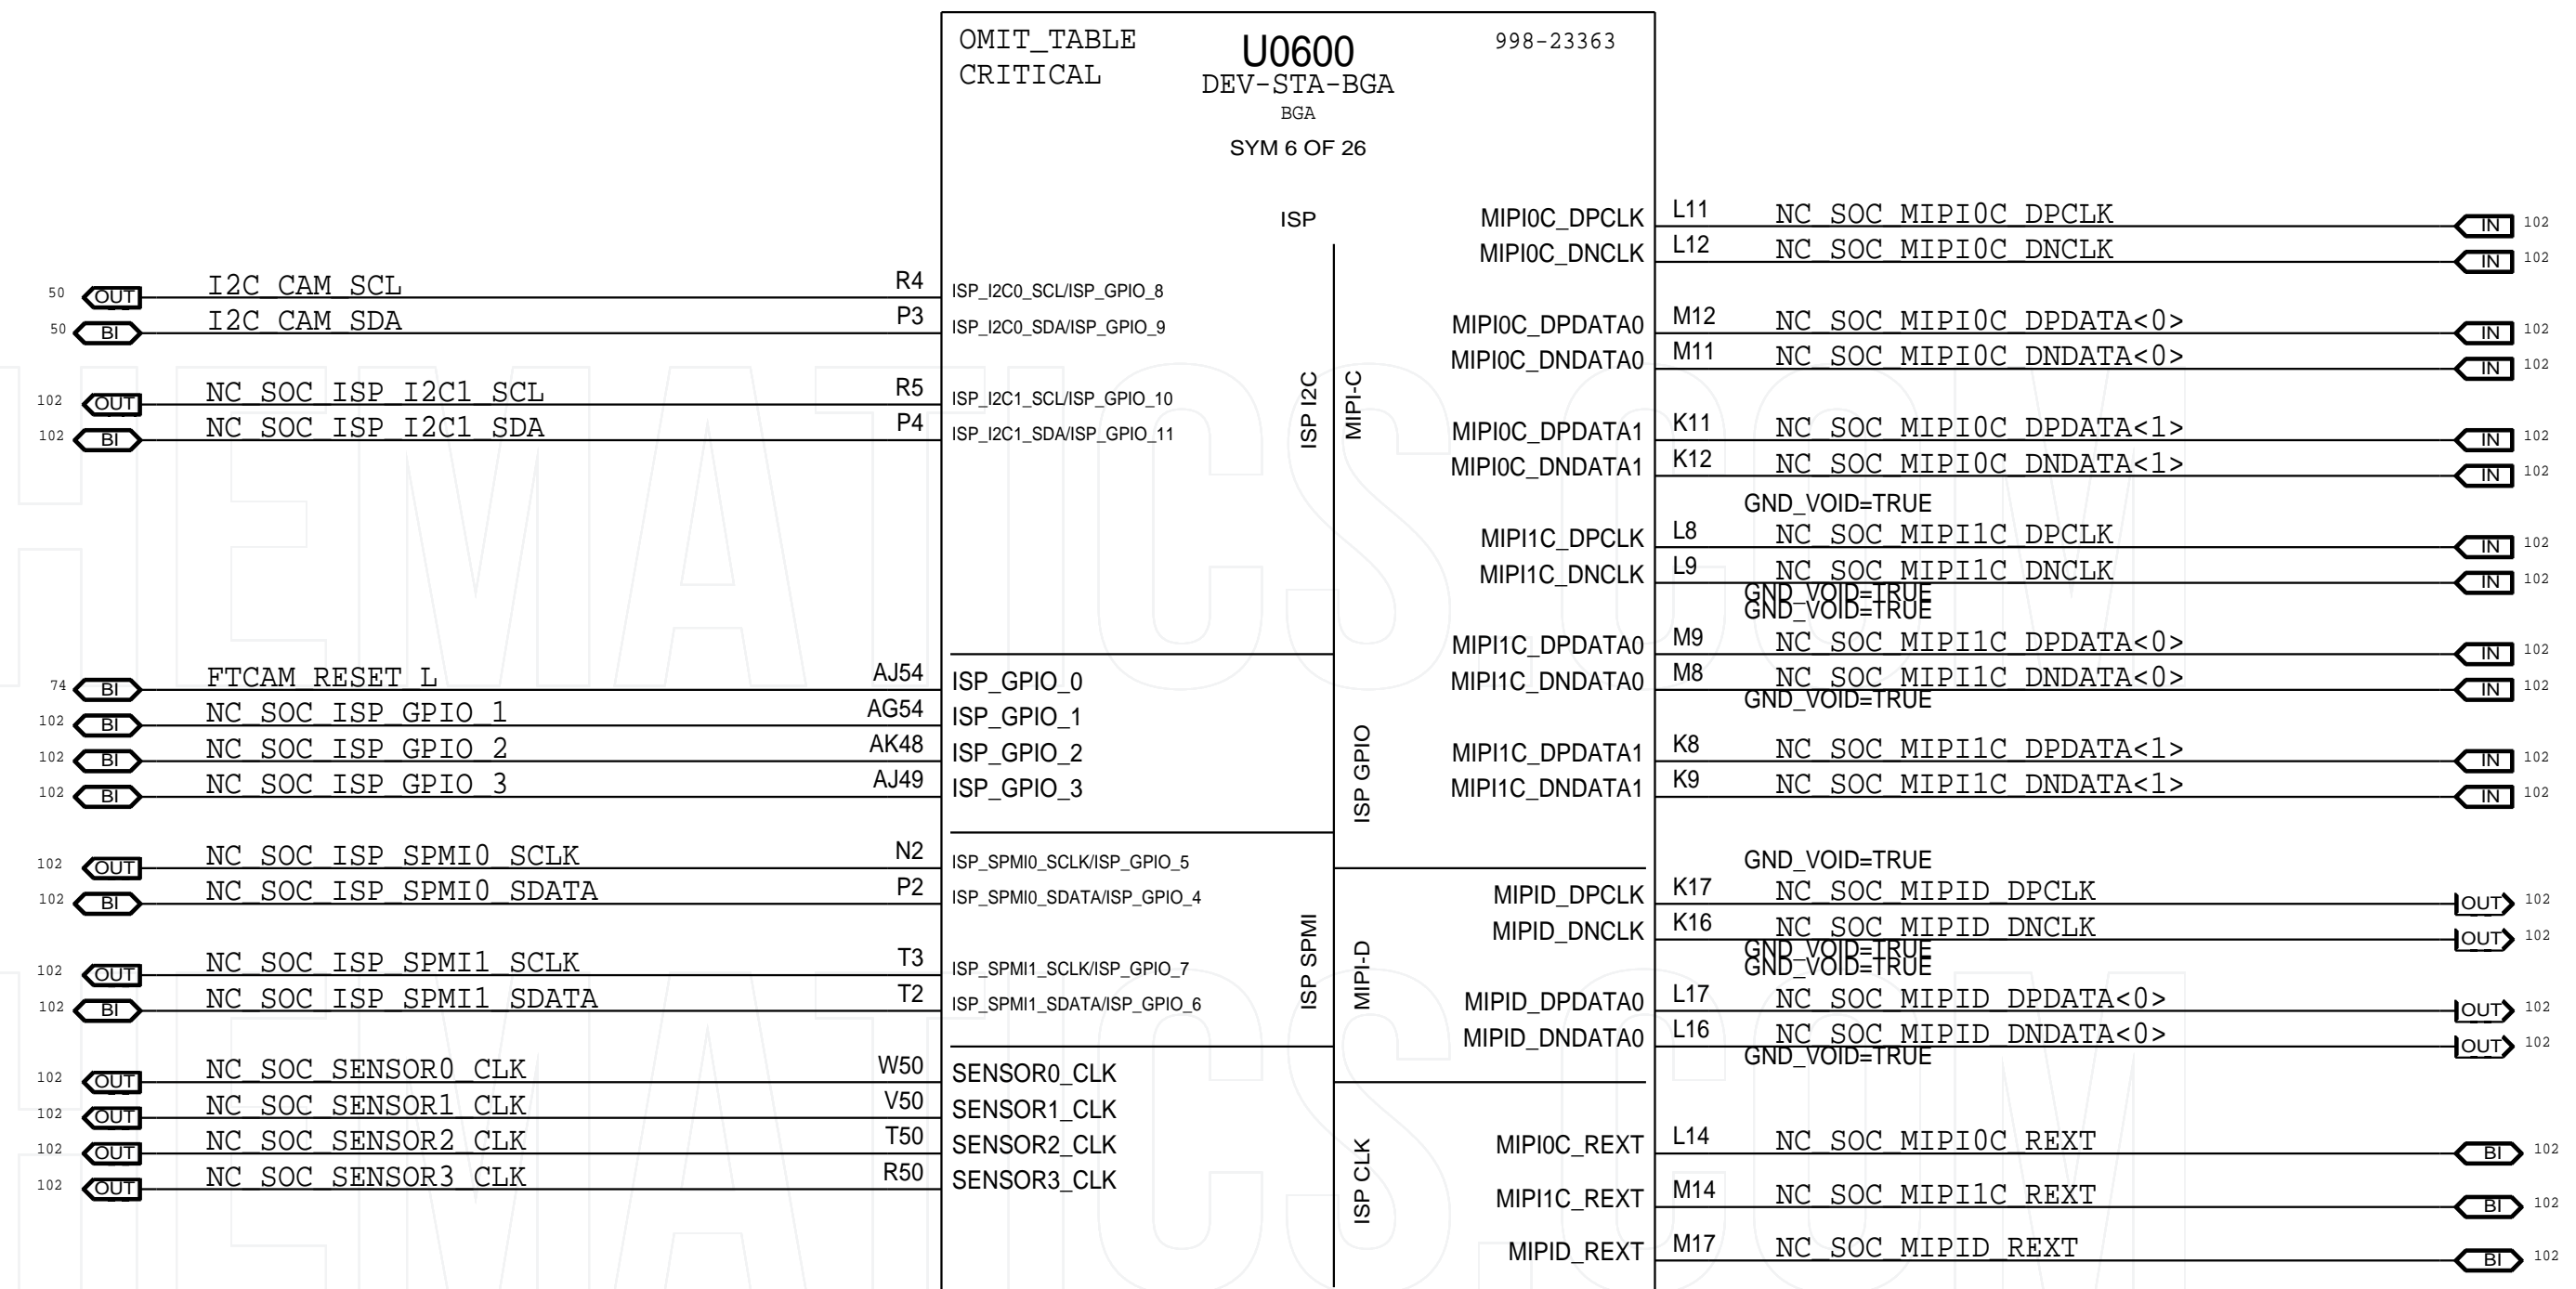 OMIT_TABLE
CRITICAL
U0600
DEV-STA-BGA
BGA
SYM 6 OF 26
998-23363
ISP
50 OUT I2C_CAM_SCL R4 ISP_I2C0_SCL/ISP_GPIO_8
50 BI I2C_CAM_SDA P3 ISP_I2C0_SDA/ISP_GPIO_9
102 OUT NC_SOC_ISP_I2C1_SCL R5 ISP_I2C1_SCL/ISP_GPIO_10
102 BI NC_SOC_ISP_I2C1_SDA P4 ISP_I2C1_SDA/ISP_GPIO_11
ISP I2C
74 BI FTCAM_RESET_L AJ54 ISP_GPIO_0
102 BI NC_SOC_ISP_GPIO_1 AG54 ISP_GPIO_1
102 BI NC_SOC_ISP_GPIO_2 AK48 ISP_GPIO_2
102 BI NC_SOC_ISP_GPIO_3 AJ49 ISP_GPIO_3
ISP GPIO
102 OUT NC_SOC_ISP_SPMI0_SCLK N2 ISP_SPMI0_SCLK/ISP_GPIO_5
102 BI NC_SOC_ISP_SPMI0_SDATA P2 ISP_SPMI0_SDATA/ISP_GPIO_4
102 OUT NC_SOC_ISP_SPMI1_SCLK T3 ISP_SPMI1_SCLK/ISP_GPIO_7
102 BI NC_SOC_ISP_SPMI1_SDATA T2 ISP_SPMI1_SDATA/ISP_GPIO_6
ISP SPMI
102 OUT NC_SOC_SENSOR0_CLK W50 SENSOR0_CLK
102 OUT NC_SOC_SENSOR1_CLK V50 SENSOR1_CLK
102 OUT NC_SOC_SENSOR2_CLK T50 SENSOR2_CLK
102 OUT NC_SOC_SENSOR3_CLK R50 SENSOR3_CLK
ISP CLK
MIPI-C
MIPI0C_DPCLK L11 NC_SOC_MIPI0C_DPCLK IN 102
MIPI0C_DNCLK L12 NC_SOC_MIPI0C_DNCLK IN 102
MIPI0C_DPDATA0 M12 NC_SOC_MIPI0C_DPDATA<0> IN 102
MIPI0C_DNDATA0 M11 NC_SOC_MIPI0C_DNDATA<0> IN 102
MIPI0C_DPDATA1 K11 NC_SOC_MIPI0C_DPDATA<1> IN 102
MIPI0C_DNDATA1 K12 NC_SOC_MIPI0C_DNDATA<1> IN 102
GND_VOID=TRUE
MIPI1C_DPCLK L8 NC_SOC_MIPI1C_DPCLK IN 102
MIPI1C_DNCLK L9 NC_SOC_MIPI1C_DNCLK IN 102
GND_VOID=TRUE
GND_VOID=TRUE
MIPI1C_DPDATA0 M9 NC_SOC_MIPI1C_DPDATA<0> IN 102
MIPI1C_DNDATA0 M8 NC_SOC_MIPI1C_DNDATA<0> IN 102
GND_VOID=TRUE
MIPI1C_DPDATA1 K8 NC_SOC_MIPI1C_DPDATA<1> IN 102
MIPI1C_DNDATA1 K9 NC_SOC_MIPI1C_DNDATA<1> IN 102
MIPI-D
GND_VOID=TRUE
MIPID_DPCLK K17 NC_SOC_MIPID_DPCLK OUT 102
MIPID_DNCLK K16 NC_SOC_MIPID_DNCLK OUT 102
GND_VOID=TRUE
GND_VOID=TRUE
MIPID_DPDATA0 L17 NC_SOC_MIPID_DPDATA<0> OUT 102
MIPID_DNDATA0 L16 NC_SOC_MIPID_DNDATA<0> OUT 102
GND_VOID=TRUE
MIPI0C_REXT L14 NC_SOC_MIPI0C_REXT BI 102
MIPI1C_REXT M14 NC_SOC_MIPI1C_REXT BI 102
MIPID_REXT M17 NC_SOC_MIPID_REXT BI 102
HEMATICS.COM
HEMATICS.COM